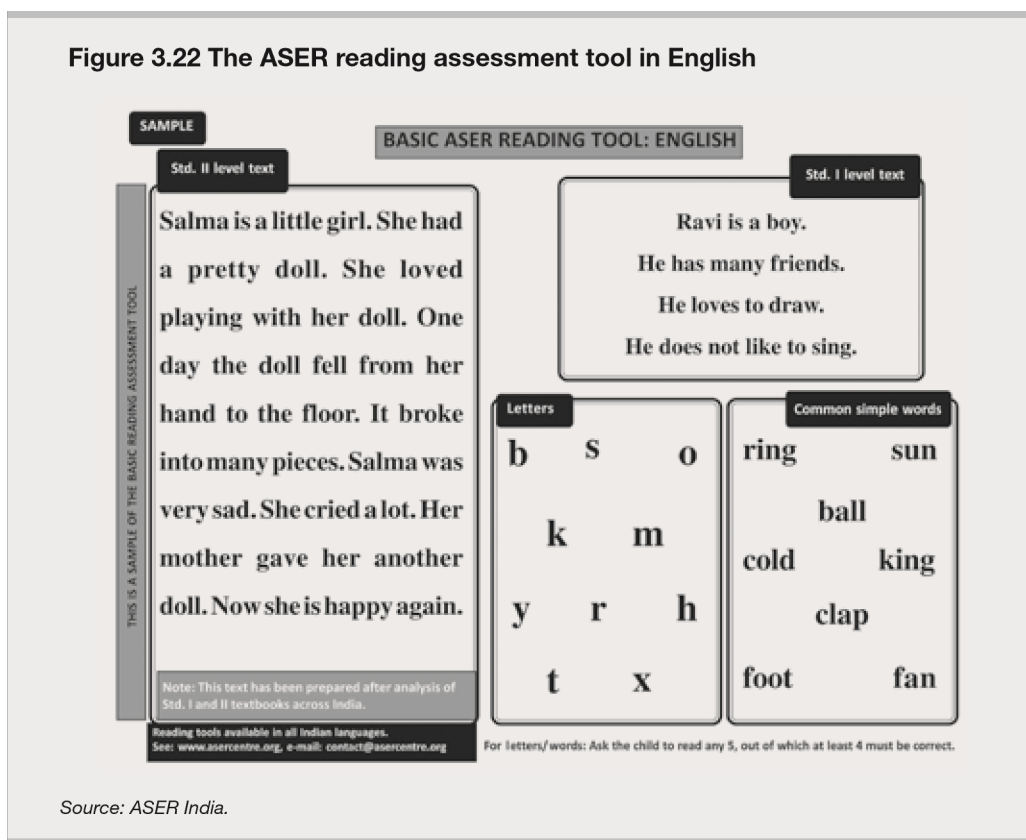 Figure 3.22 The ASER reading assessment tool in English
SAMPLE
BASIC ASER READING TOOL: ENGLISH
THIS IS A SAMPLE OF THE BASIC READING ASSESSMENT TOOL
Std. II level text
Salma is a little girl. She had
a pretty doll. She loved
playing with her doll. One
day the doll fell from her
hand to the floor. It broke
into many pieces. Salma was
very sad. She cried a lot. Her
mother gave her another
doll. Now she is happy again.
Note: This text has been prepared after analysis of
Std. I and II textbooks across India.
Reading tools available in all Indian languages.
See: www.asercentre.org, e-mail: contact@asercentre.org
Std. I level text
Ravi is a boy.
He has many friends.
He loves to draw.
He does not like to sing.
Letters
b s o
k m
y r h
t x
Common simple words
ring sun
ball
cold king
clap
foot fan
For letters/words: Ask the child to read any 5, out of which at least 4 must be correct.
Source: ASER India.